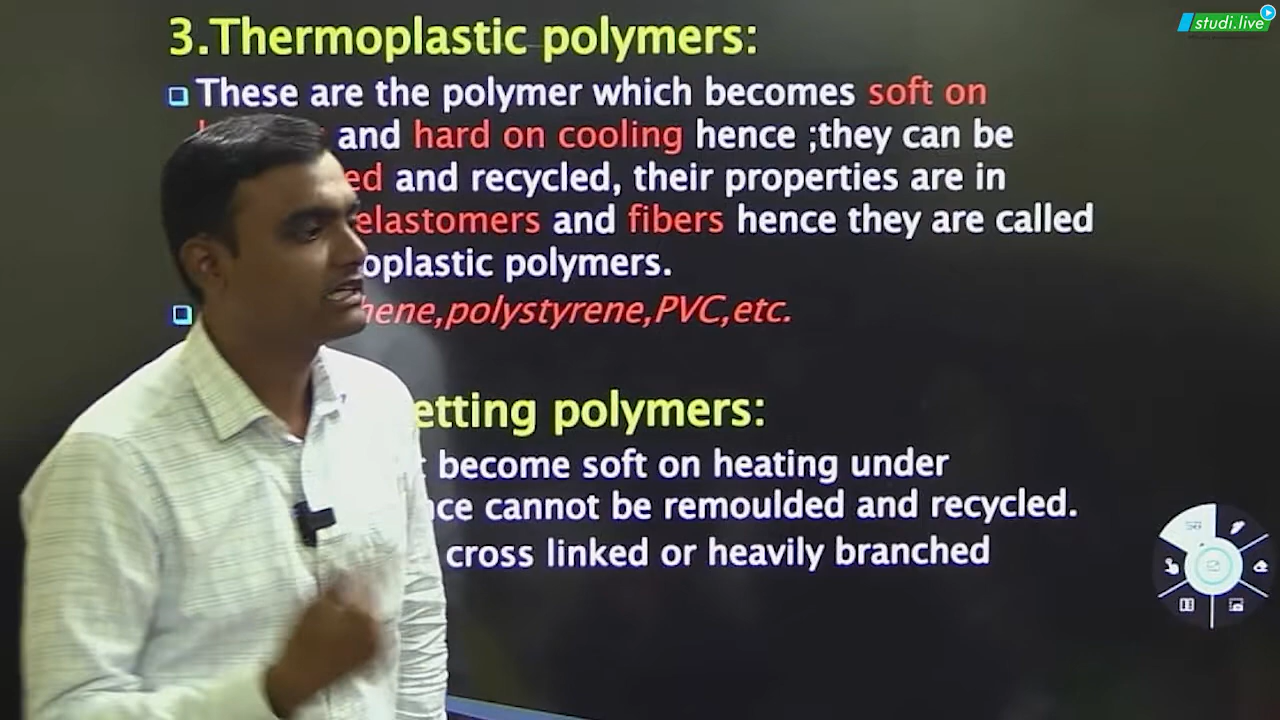 studi.live
3.Thermoplastic polymers:
These are the polymer which becomes soft on
and hard on cooling hence ;they can be
ed and recycled, their properties are in
elastomers and fibers hence they are called
oplastic polymers.
hene,polystyrene,PVC,etc.
etting polymers:
become soft on heating under
nce cannot be remoulded and recycled.
cross linked or heavily branched